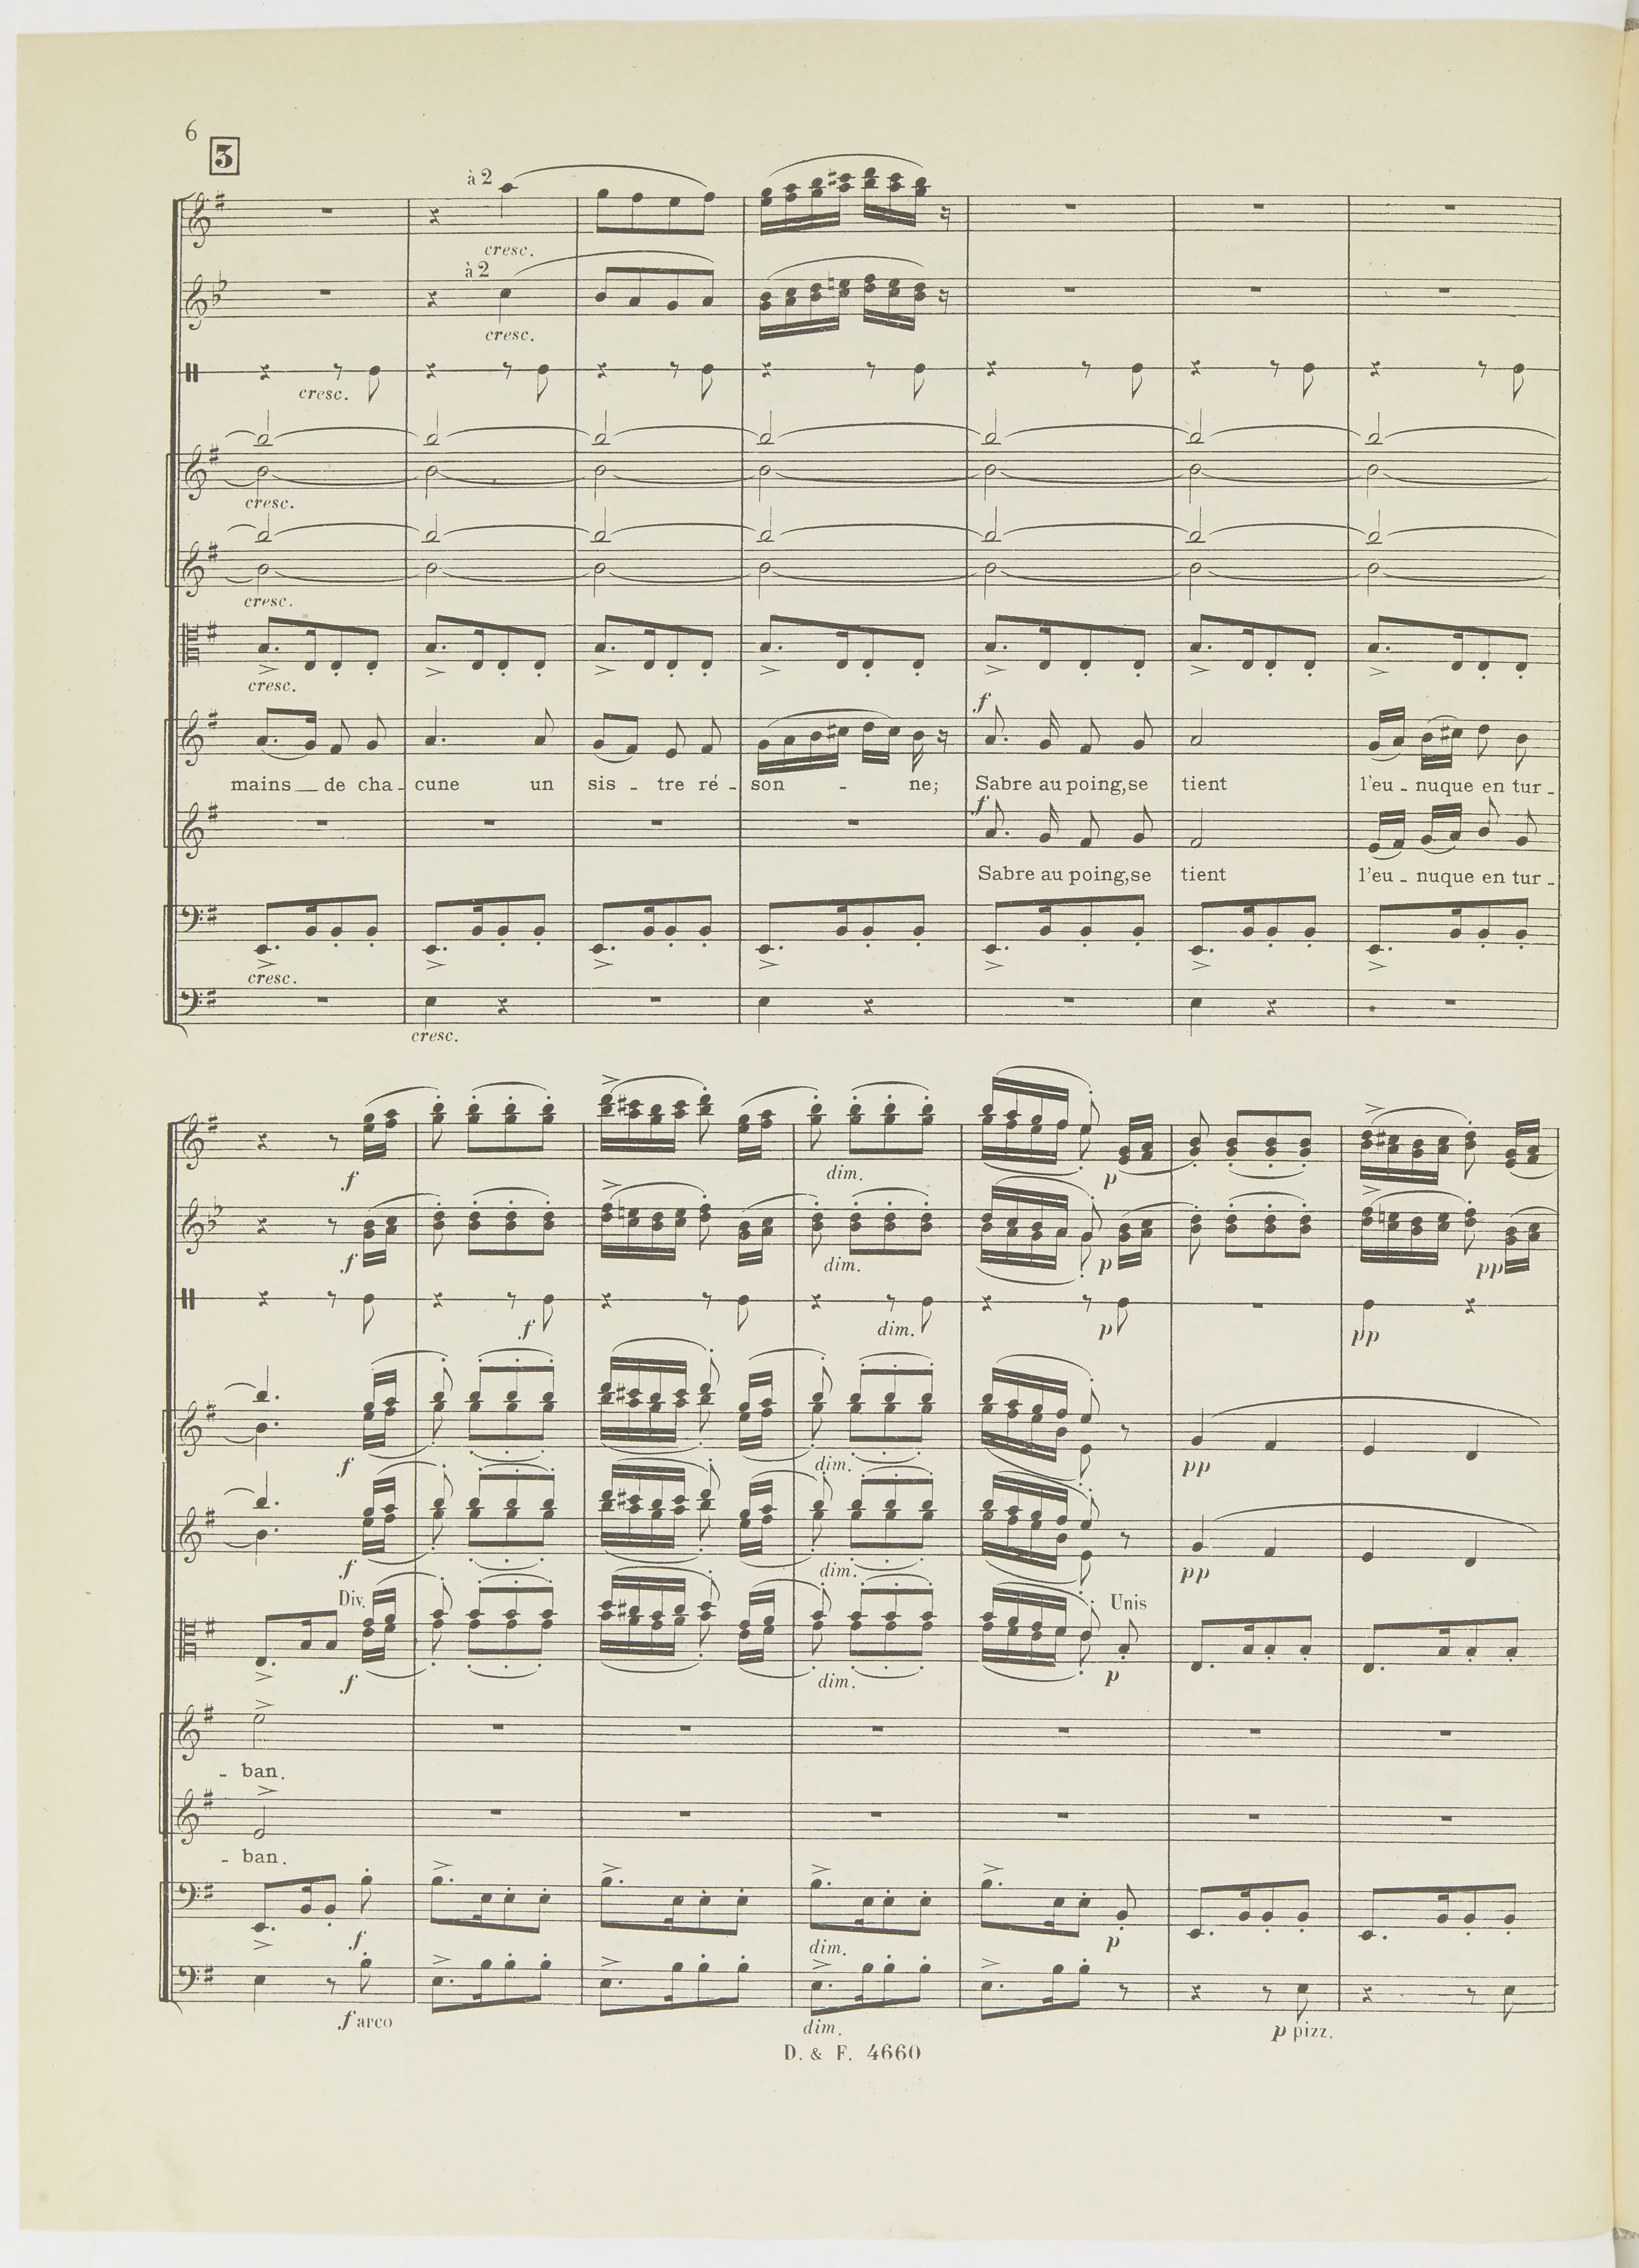 6
3
à 2
cresc.
à 2
cresc.
cresc.
cresc.
cresc.
cresc.
f
mains __ de cha - cune un sis - tre ré - son - ne; Sabre au poing, se tient l'eu - nuque en tur -
f
Sabre au poing, se tient l'eu - nuque en tur -
cresc.
cresc.
f dim. p
f dim. p pp
f dim. p pp
f dim. pp
f dim. pp
Div. Unis
f dim. p
- ban.
- ban.
f dim. p
f arco dim. p pizz.
D. & F. 4660